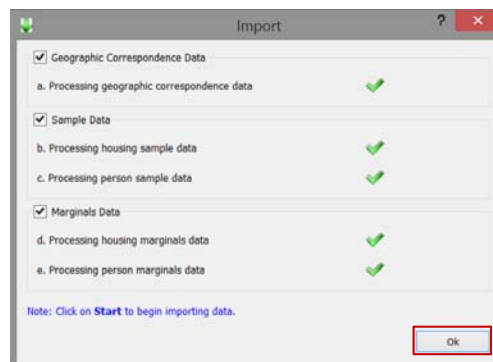 Import
?
Geographic Correspondence Data
a. Processing geographic correspondence data
Sample Data
b. Processing housing sample data
c. Processing person sample data
Marginals Data
d. Processing housing marginals data
e. Processing person marginals data
Note: Click on Start to begin importing data.
Ok